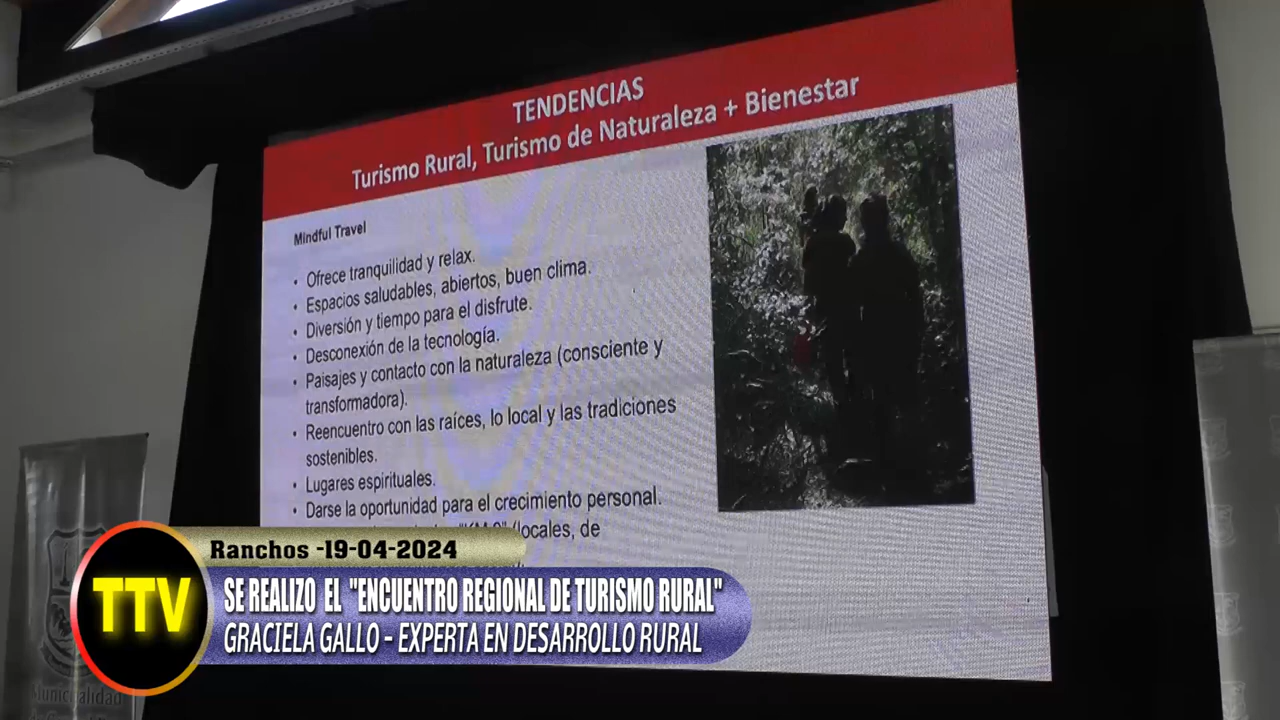 TENDENCIAS
Turismo Rural, Turismo de Naturaleza + Bienestar
Mindful Travel
• Ofrece tranquilidad y relax.
• Espacios saludables, abiertos, buen clima.
• Diversión y tiempo para el disfrute.
• Desconexión de la tecnología.
• Paisajes y contacto con la naturaleza (consciente y
transformadora).
• Reencuentro con las raíces, lo local y las tradiciones
sostenibles.
• Lugares espirituales.
• Darse la oportunidad para el crecimiento personal.
(locales, de
Ranchos -19-04-2024
TTV
SE REALIZO EL "ENCUENTRO REGIONAL DE TURISMO RURAL"
GRACIELA GALLO - EXPERTA EN DESARROLLO RURAL
Municipalidad